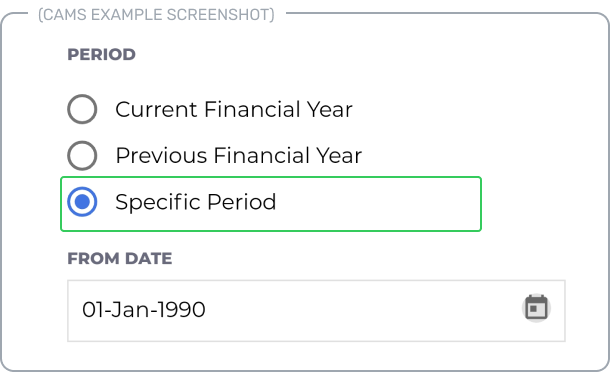 (CAMS EXAMPLE SCREENSHOT)
PERIOD
Current Financial Year
Previous Financial Year
Specific Period
FROM DATE
01-Jan-1990